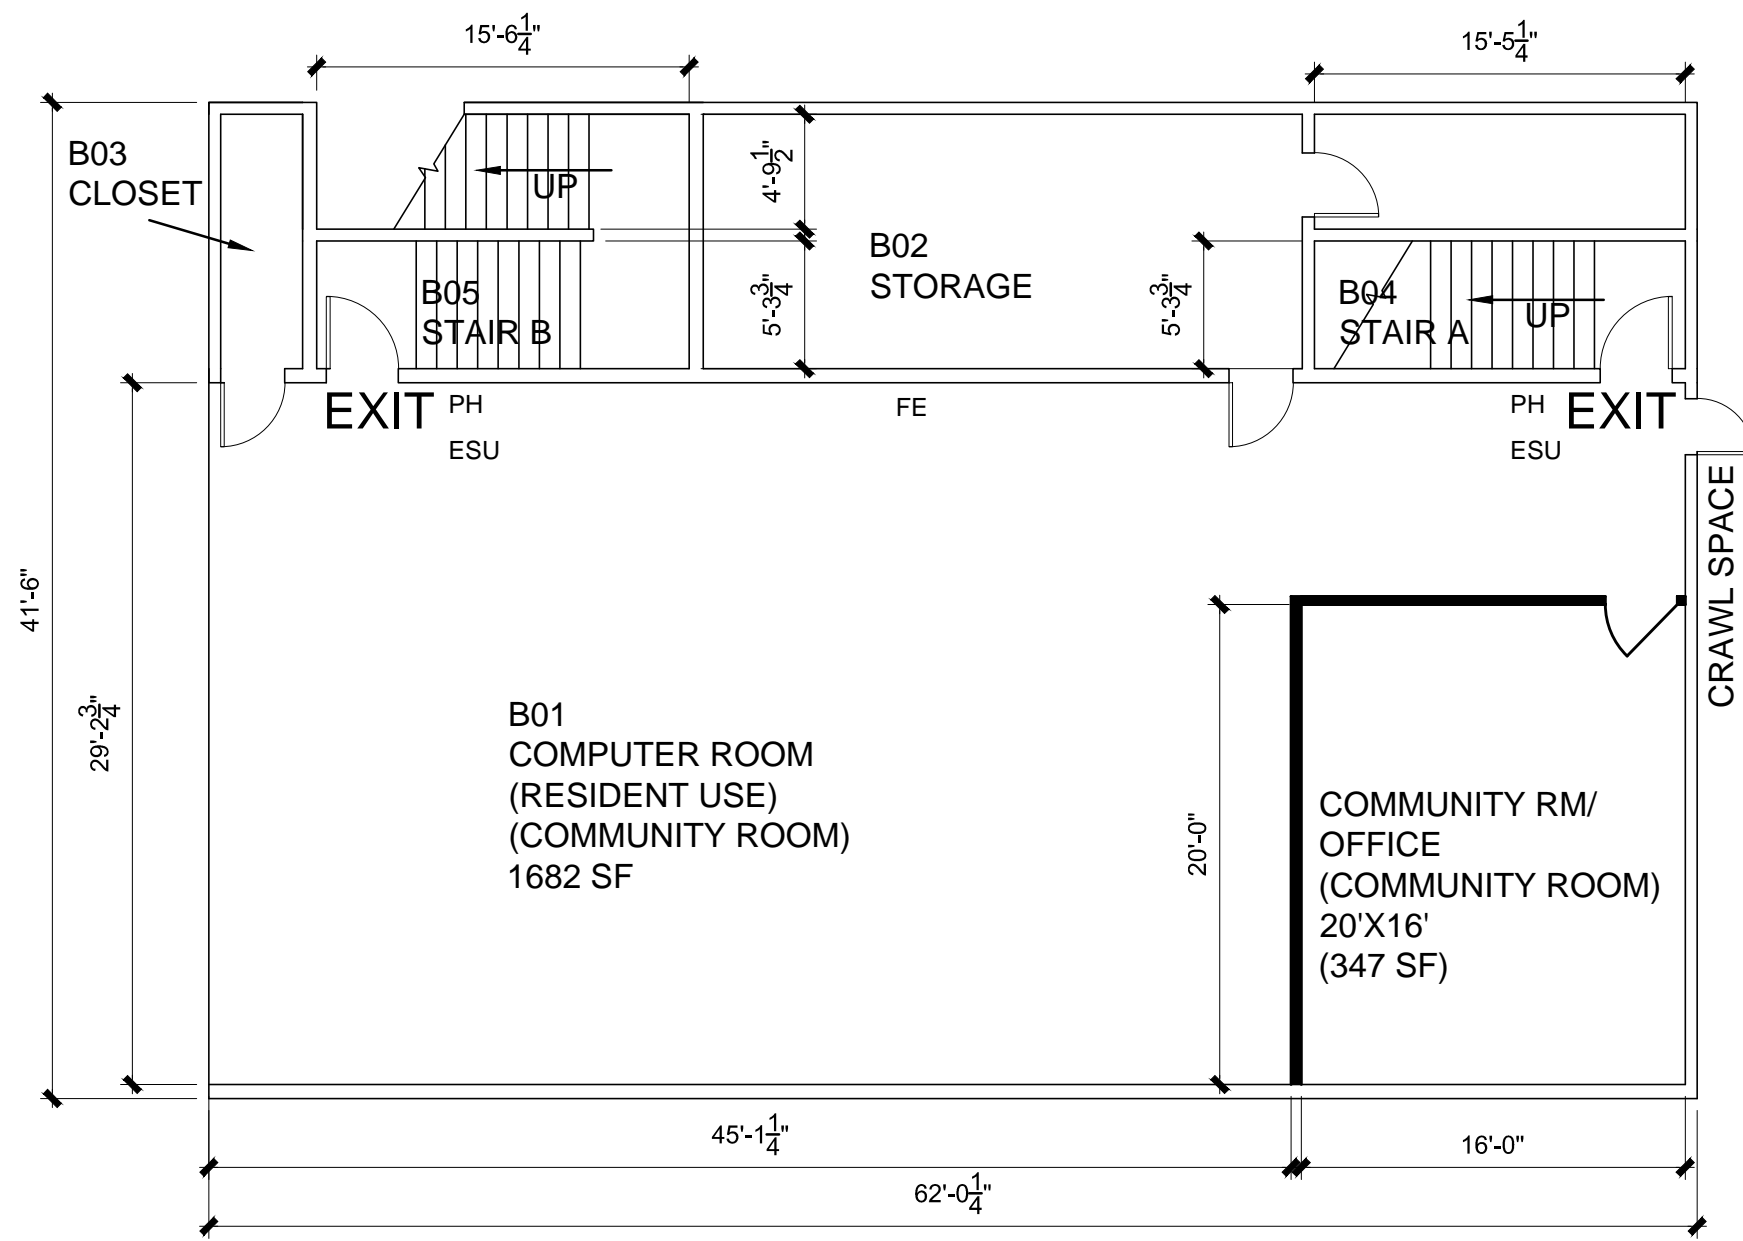 15'-6 1/4"
15'-5 1/4"
B03
CLOSET
UP
4'-9 1/2"
B02
STORAGE
B05
STAIR B
5'-3 3/4"
5'-3 3/4"
B04
STAIR A
UP
EXIT
PH
ESU
FE
PH
ESU
EXIT
CRAWL SPACE
41'-6"
29'-2 3/4"
B01
COMPUTER ROOM
(RESIDENT USE)
(COMMUNITY ROOM)
1682 SF
20'-0"
COMMUNITY RM/
OFFICE
(COMMUNITY ROOM)
20'X16'
(347 SF)
45'-1 1/4"
16'-0"
62'-0 1/4"